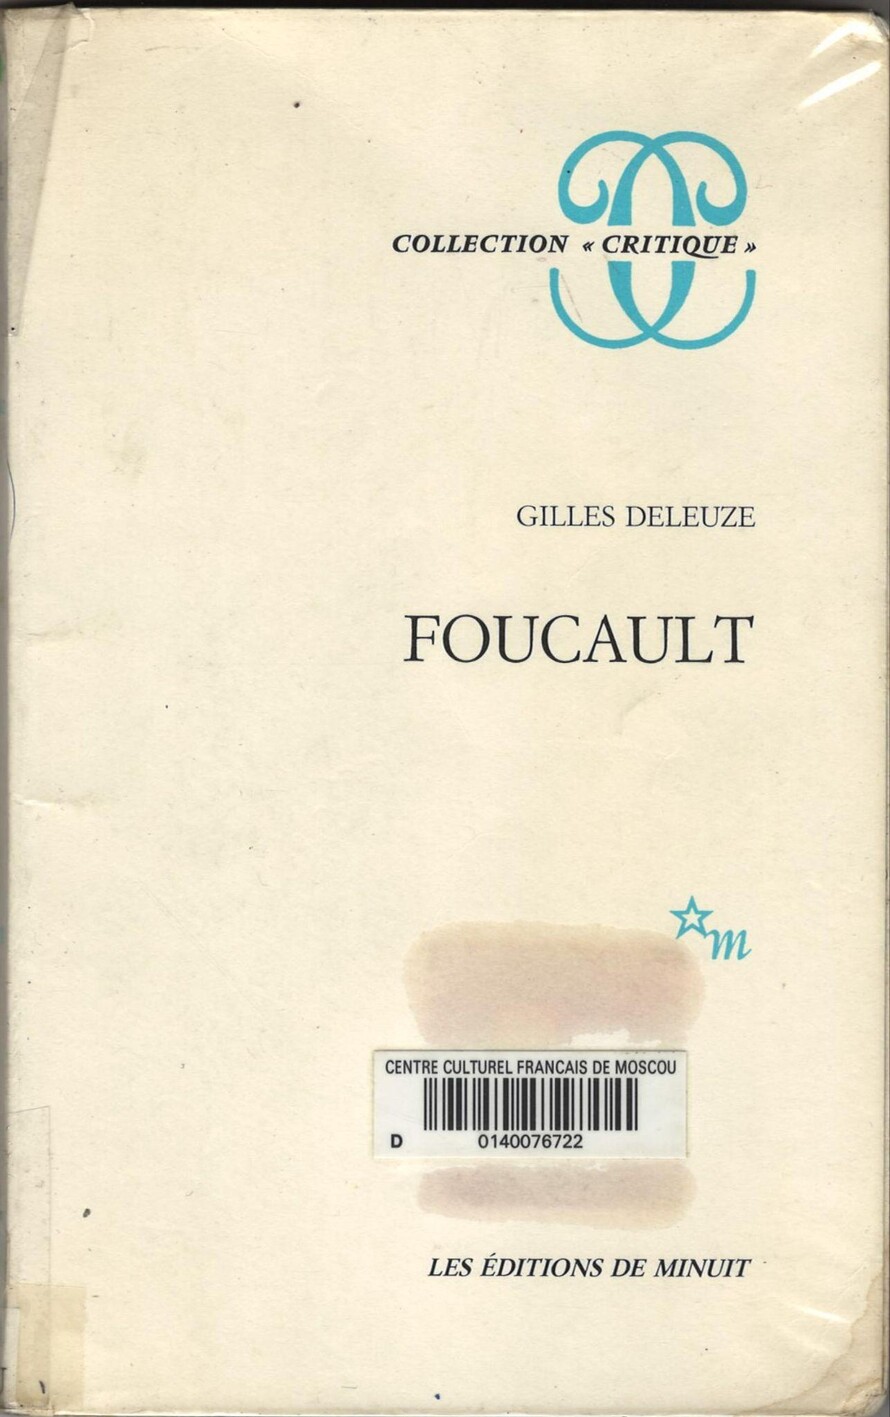 COLLECTION « CRITIQUE »
GILLES DELEUZE
FOUCAULT
m
CENTRE CULTUREL FRANCAIS DE MOSCOU
D 0140076722
LES ÉDITIONS DE MINUIT